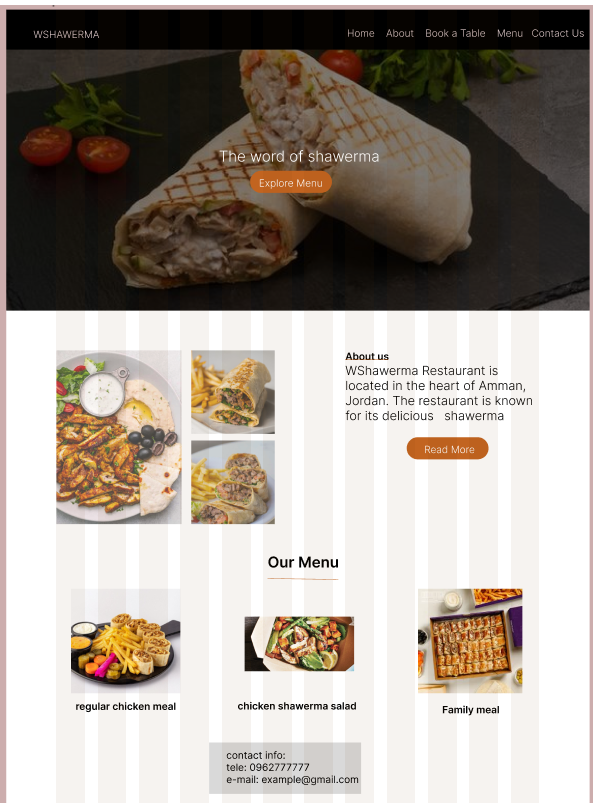 WSHAWERMA
Home About Book a Table Menu Contact Us
The word of shawerma
Explore Menu
About us
WShawerma Restaurant is
located in the heart of Amman,
Jordan. The restaurant is known
for its delicious shawerma
Read More
Our Menu
regular chicken meal
chicken shawerma salad
Family meal
contact info:
tele: 0962777777
e-mail: example@gmail.com